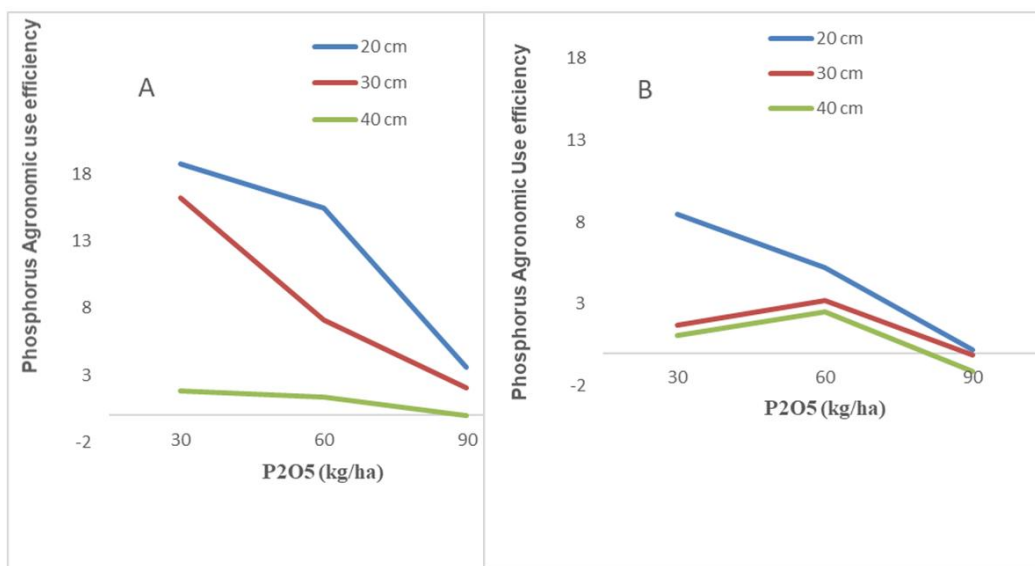 Phosphorus Agronomic use efficiency
A
20 cm
30 cm
40 cm
18
13
8
3
-2
30 60 90
P2O5 (kg/ha)
Phosphorus Agronomic Use efficiency
B
20 cm
30 cm
40 cm
18
13
8
3
-2
30 60 90
P2O5 (kg/ha)